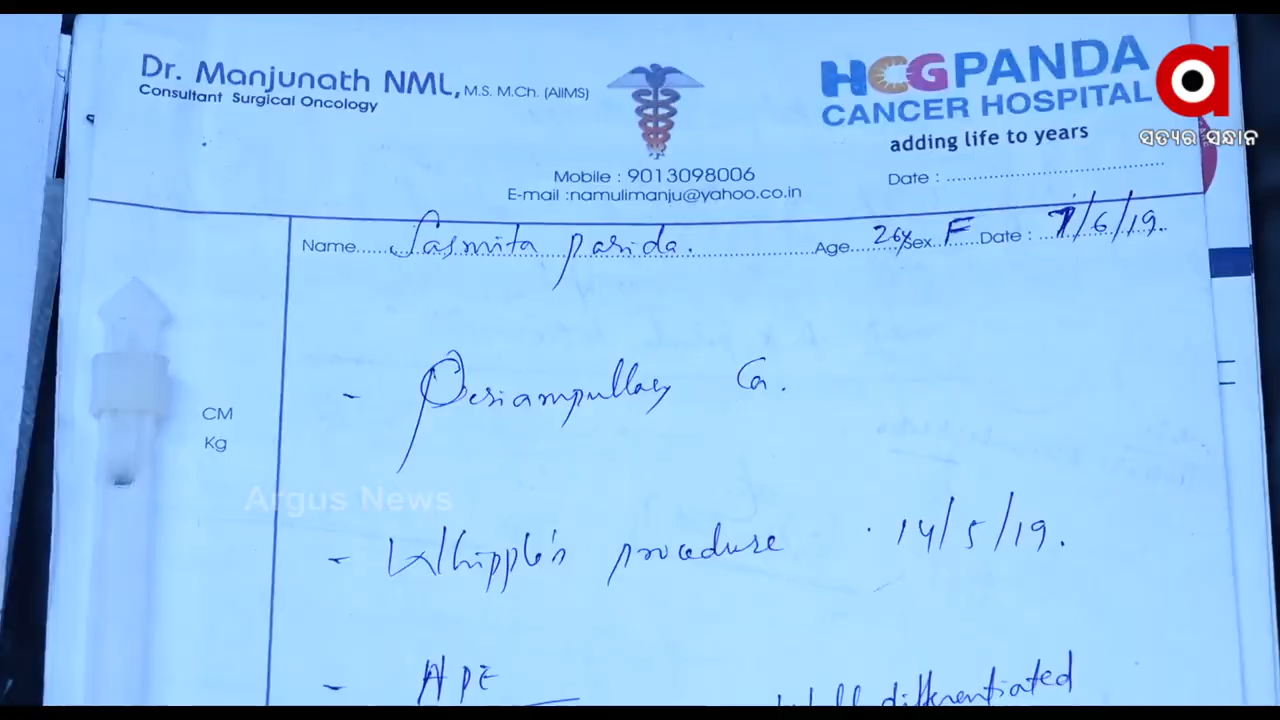 Dr. Manjunath NML, M.S. M.Ch. (AIIMS)
Consultant Surgical Oncology
HCG PANDA
CANCER HOSPITAL
adding life to years
ସତ୍ୟର ସନ୍ଧାନ
Mobile : 9013098006
E-mail :namulimanju@yahoo.co.in
Date :
Name Sasmita parida. Age 26y Sex F Date : 7/6/19.
- Periampullary Ca.
CM
Kg
Argus News
- Whipple's procedure 14/5/19.
- HPE Well differentiated